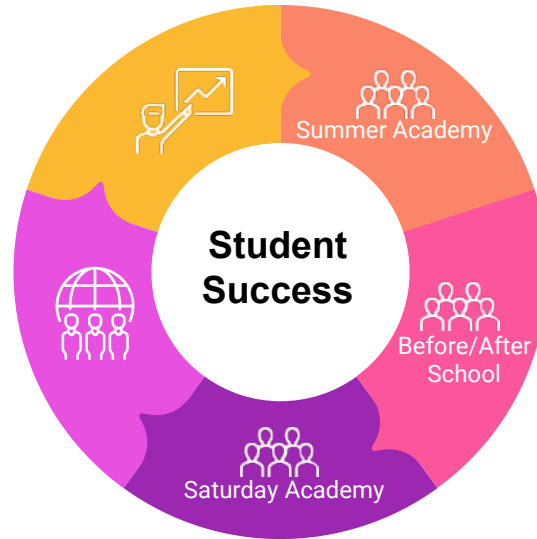 Summer Academy
Student
Success
Before/After
School
Saturday Academy